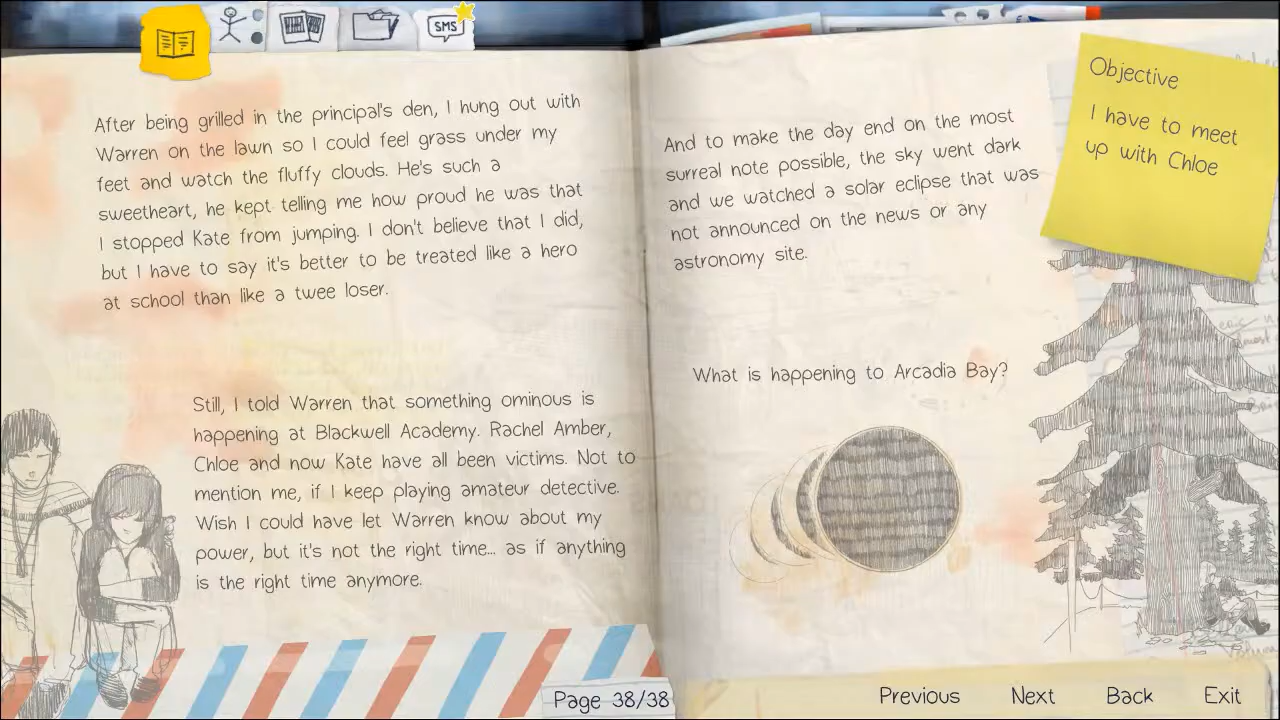 SMS
After being grilled in the principal's den, I hung out with
Warren on the lawn so I could feel grass under my
feet and watch the fluffy clouds. He's such a
sweetheart, he kept telling me how proud he was that
I stopped Kate from jumping. I don't believe that I did,
but I have to say it's better to be treated like a hero
at school than like a twee loser.
Still, I told Warren that something ominous is
happening at Blackwell Academy. Rachel Amber,
Chloe and now Kate have all been victims. Not to
mention me, if I keep playing amateur detective.
Wish I could have let Warren know about my
power, but it's not the right time... as if anything
is the right time anymore.
And to make the day end on the most
surreal note possible, the sky went dark
and we watched a solar eclipse that was
not announced on the news or any
astronomy site.
What is happening to Arcadia Bay?
Objective
I have to meet
up with Chloe
Page 38/38
Previous Next Back Exit